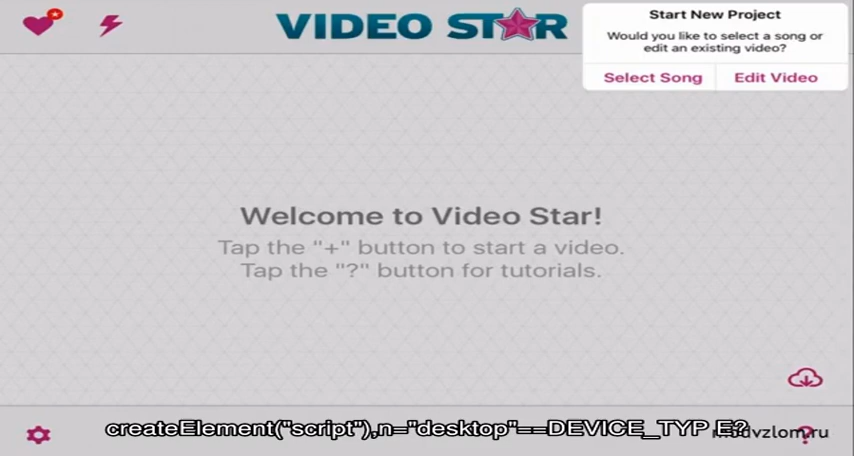 VIDEO STAR
Start New Project
Would you like to select a song or
edit an existing video?
Select Song
Edit Video
Welcome to Video Star!
Tap the "+" button to start a video.
Tap the "?" button for tutorials.
createElement("script"),n="desktop"==DEVICE_TYP E?